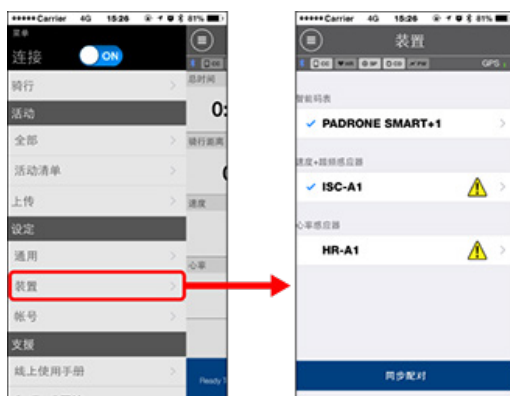 ●●●●● Carrier 4G 15:26 81%
菜单
连接 ON
骑行
活动
全部
活动清单
上传
设定
通用
装置
帐号
支援
线上使用手册
总时间
0:
骑行距离
速度
心率
Ready T
●●●●● Carrier 4G 15:26 81%
装置
GPS
智能码表
PADRONE SMART+1
速度+踏频感应器
ISC-A1
心率感应器
HR-A1
同步配对